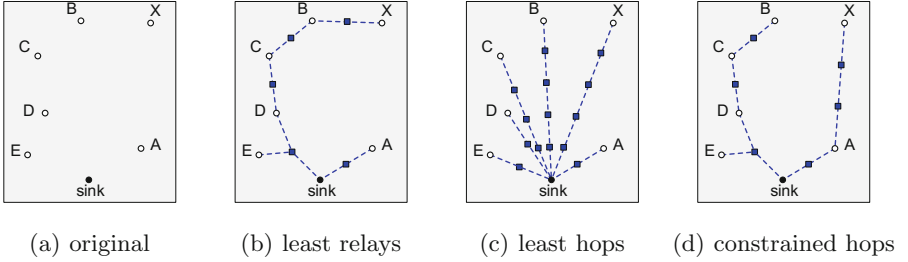 B X
C
D
E A
sink
B X
C
D
E A
sink
B X
C
D
E A
sink
B X
C
D
E A
sink
(a) original (b) least relays (c) least hops (d) constrained hops